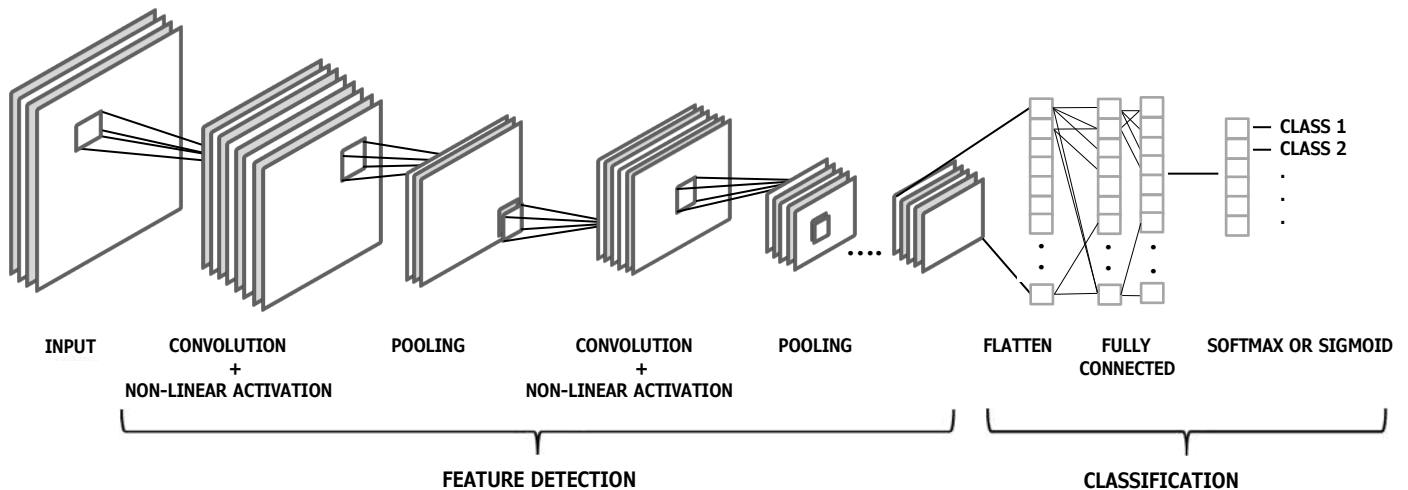 CLASS 1
CLASS 2
.
.
.
INPUT
CONVOLUTION
+
NON-LINEAR ACTIVATION
POOLING
CONVOLUTION
+
NON-LINEAR ACTIVATION
POOLING
FLATTEN
FULLY
CONNECTED
SOFTMAX OR SIGMOID
FEATURE DETECTION
CLASSIFICATION